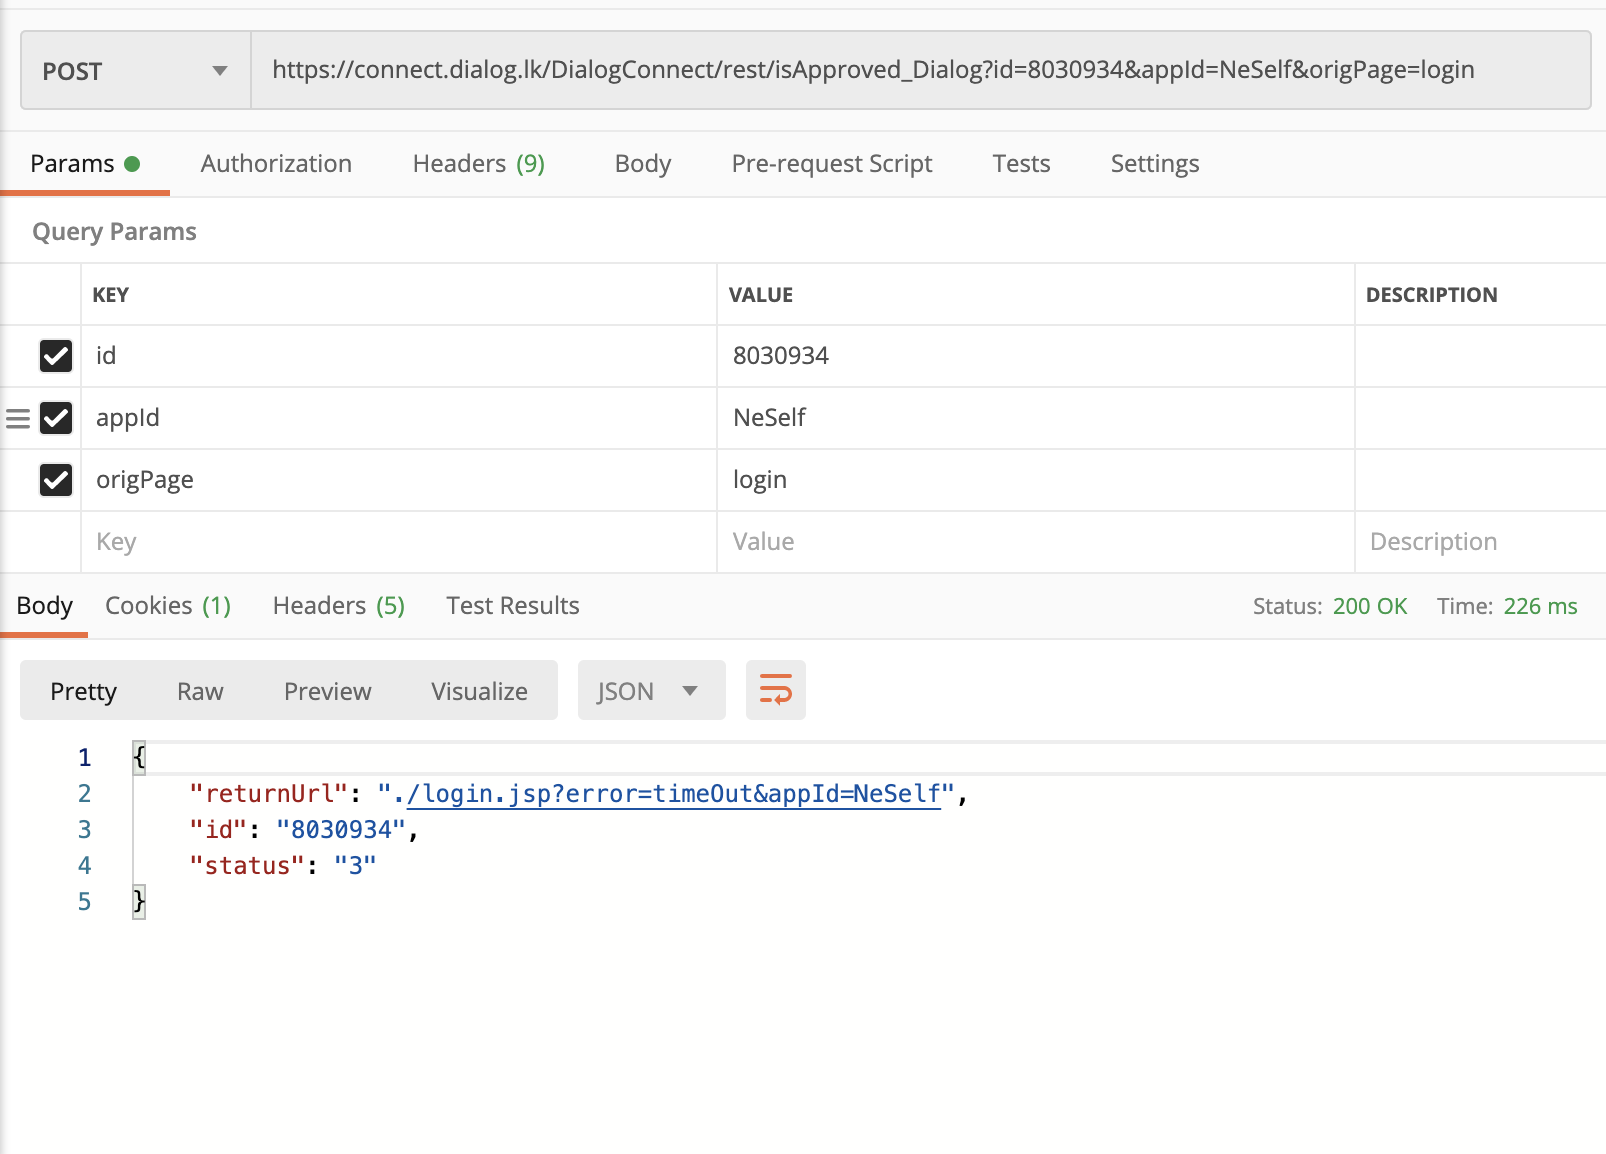 POST https://connect.dialog.lk/DialogConnect/rest/isApproved_Dialog?id=8030934&appId=NeSelf&origPage=login
Params Authorization Headers (9) Body Pre-request Script Tests Settings
Query Params
KEY VALUE DESCRIPTION
id 8030934
appId NeSelf
origPage login
Key Value Description
Body Cookies (1) Headers (5) Test Results Status: 200 OK Time: 226 ms
Pretty Raw Preview Visualize JSON
1 {
2 "returnUrl": "./login.jsp?error=timeOut&appId=NeSelf",
3 "id": "8030934",
4 "status": "3"
5 }